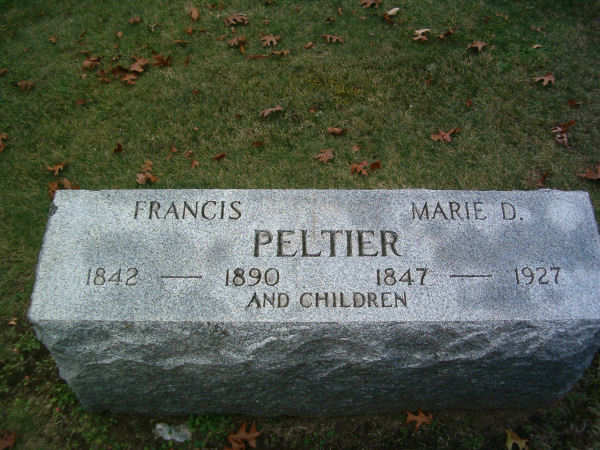 FRANCIS MARIE D.
PELTIER
1842 — 1890 1847 — 1927
AND CHILDREN